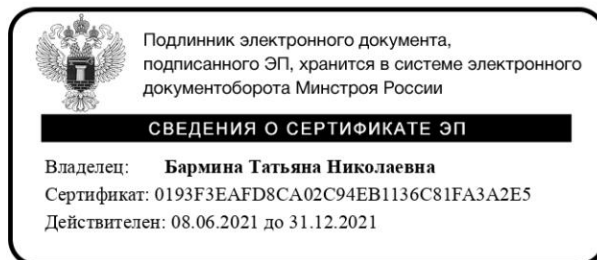 Подлинник электронного документа,
подписанного ЭП, хранится в системе электронного
документоборота Минстроя России
СВЕДЕНИЯ О СЕРТИФИКАТЕ ЭП
Владелец: Бармина Татьяна Николаевна
Сертификат: 0193F3EAFD8CA02C94EB1136C81FA3A2E5
Действителен: 08.06.2021 до 31.12.2021